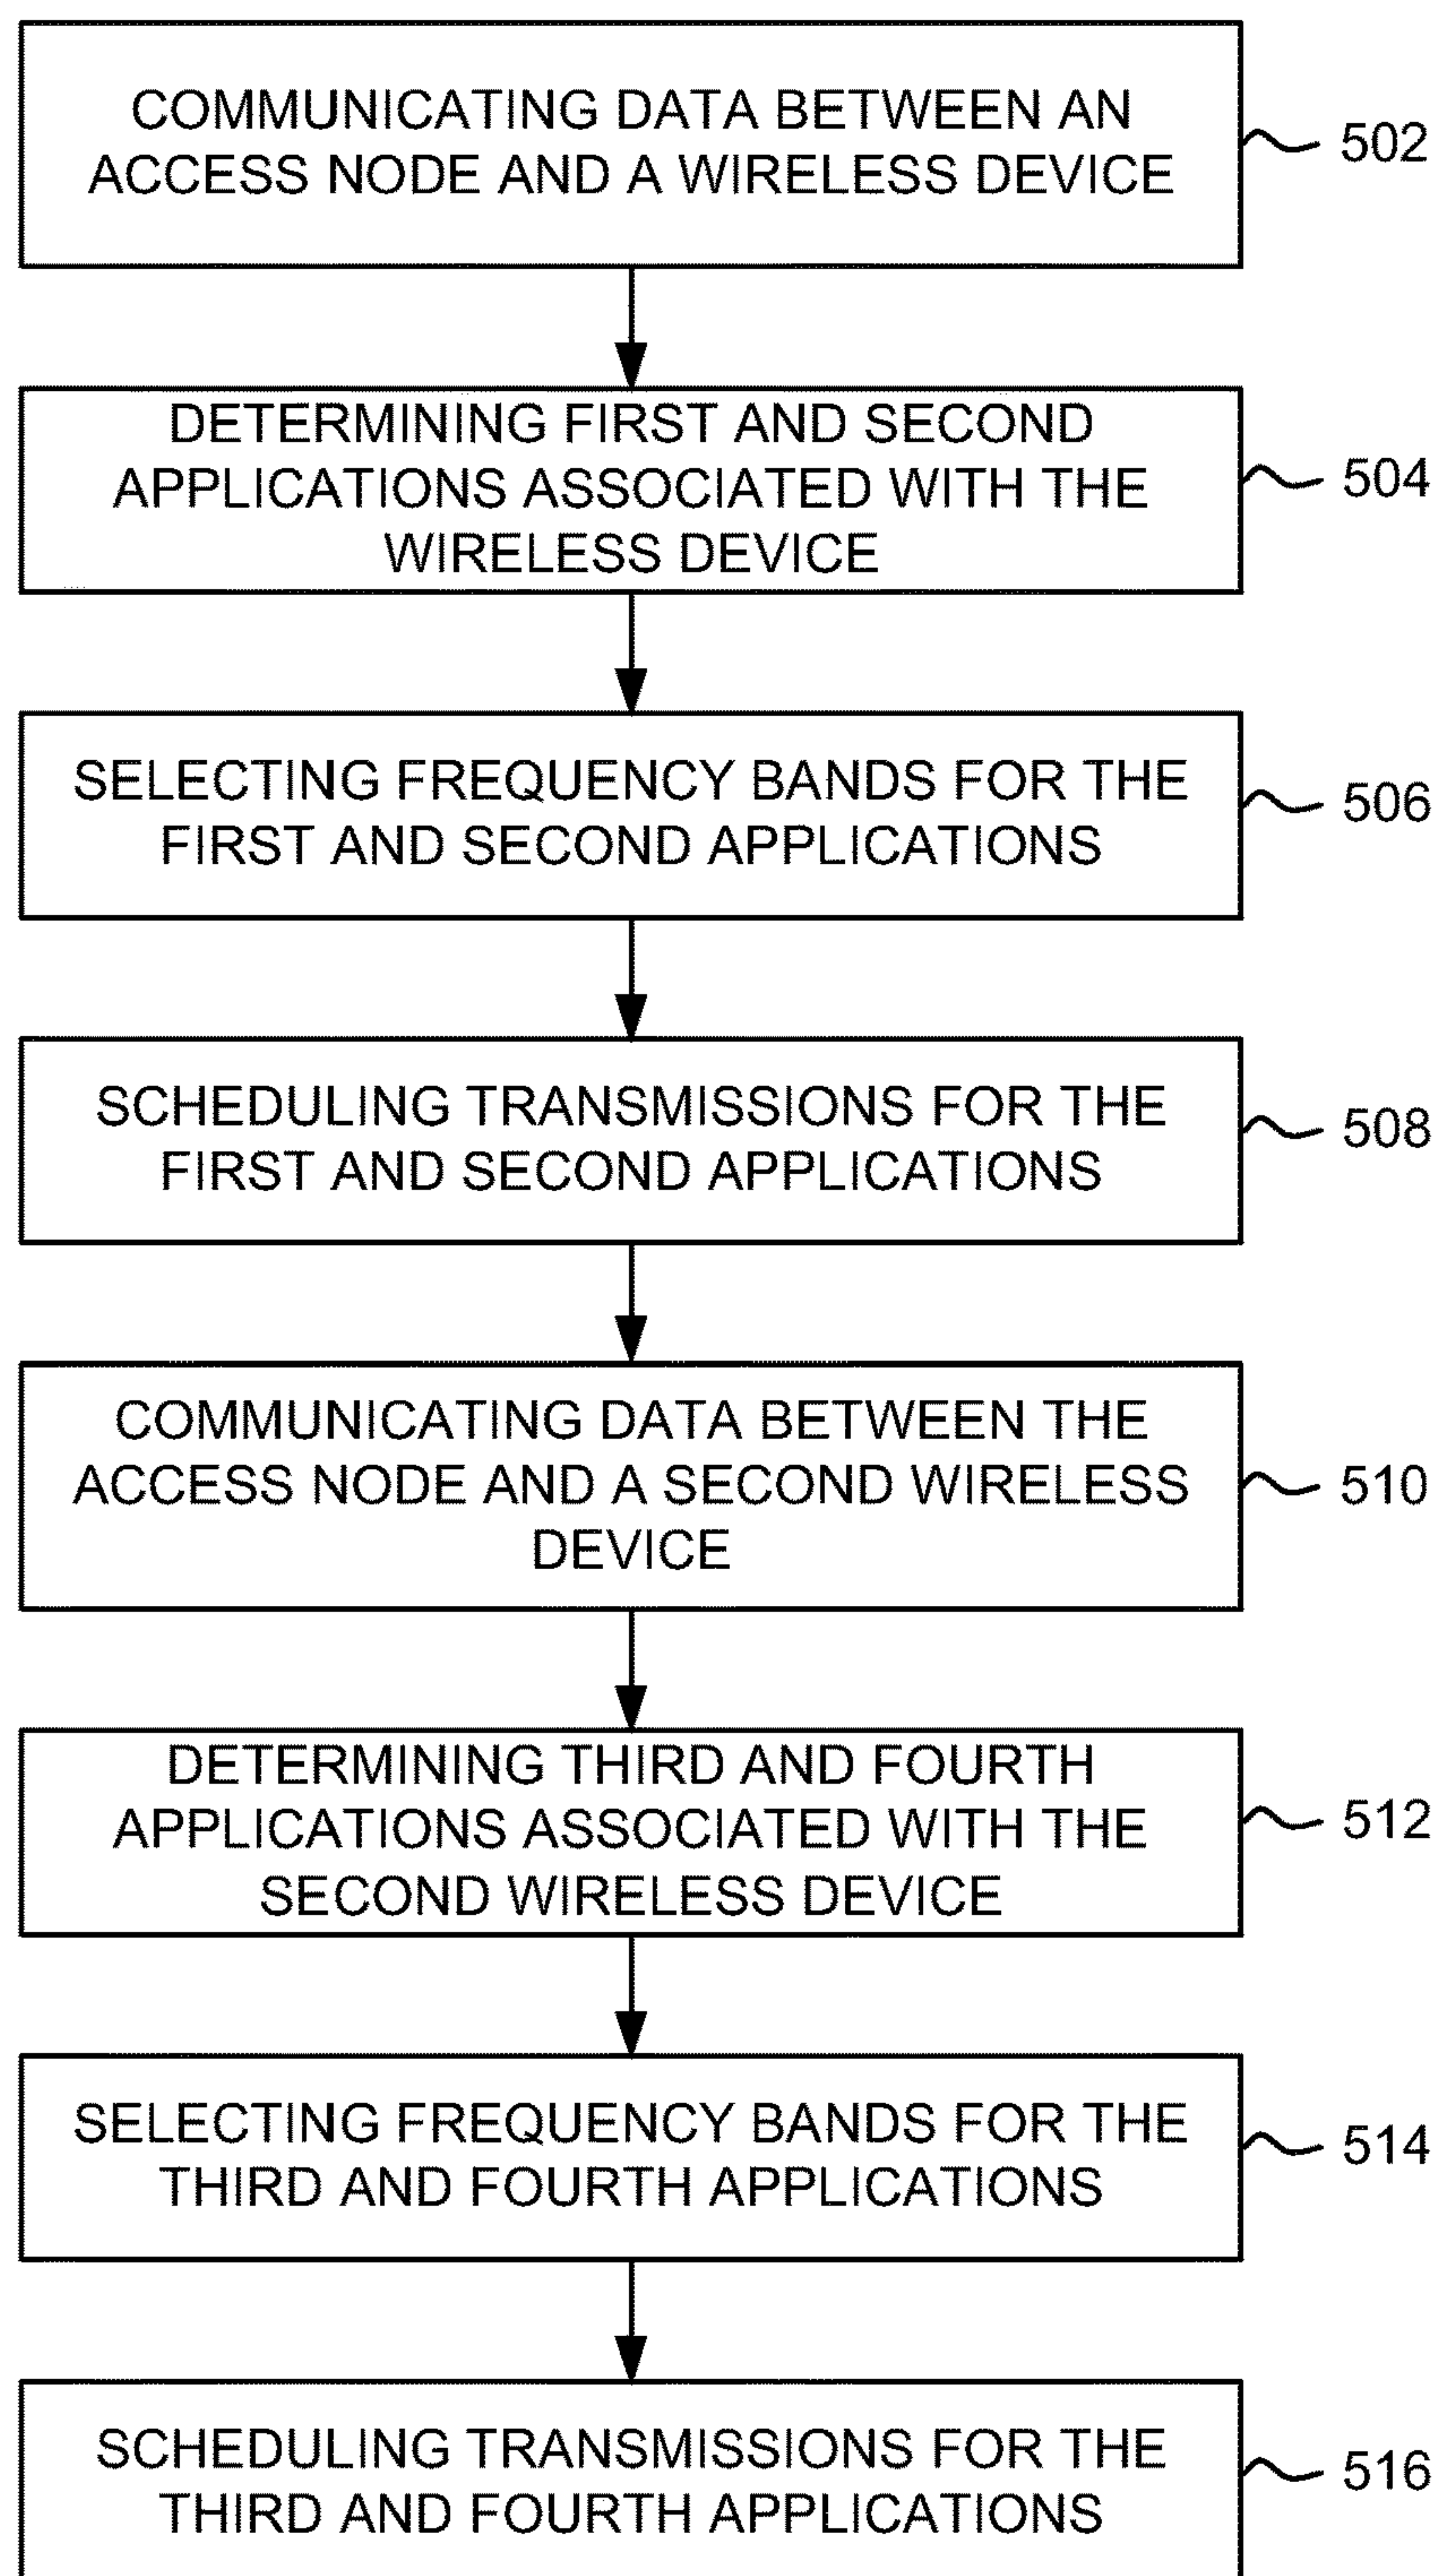 COMMUNICATING DATA BETWEEN AN
ACCESS NODE AND A WIRELESS DEVICE
502
DETERMINING FIRST AND SECOND
APPLICATIONS ASSOCIATED WITH THE
WIRELESS DEVICE
504
SELECTING FREQUENCY BANDS FOR THE
FIRST AND SECOND APPLICATIONS
506
SCHEDULING TRANSMISSIONS FOR THE
FIRST AND SECOND APPLICATIONS
508
COMMUNICATING DATA BETWEEN THE
ACCESS NODE AND A SECOND WIRELESS
DEVICE
510
DETERMINING THIRD AND FOURTH
APPLICATIONS ASSOCIATED WITH THE
SECOND WIRELESS DEVICE
512
SELECTING FREQUENCY BANDS FOR THE
THIRD AND FOURTH APPLICATIONS
514
SCHEDULING TRANSMISSIONS FOR THE
THIRD AND FOURTH APPLICATIONS
516